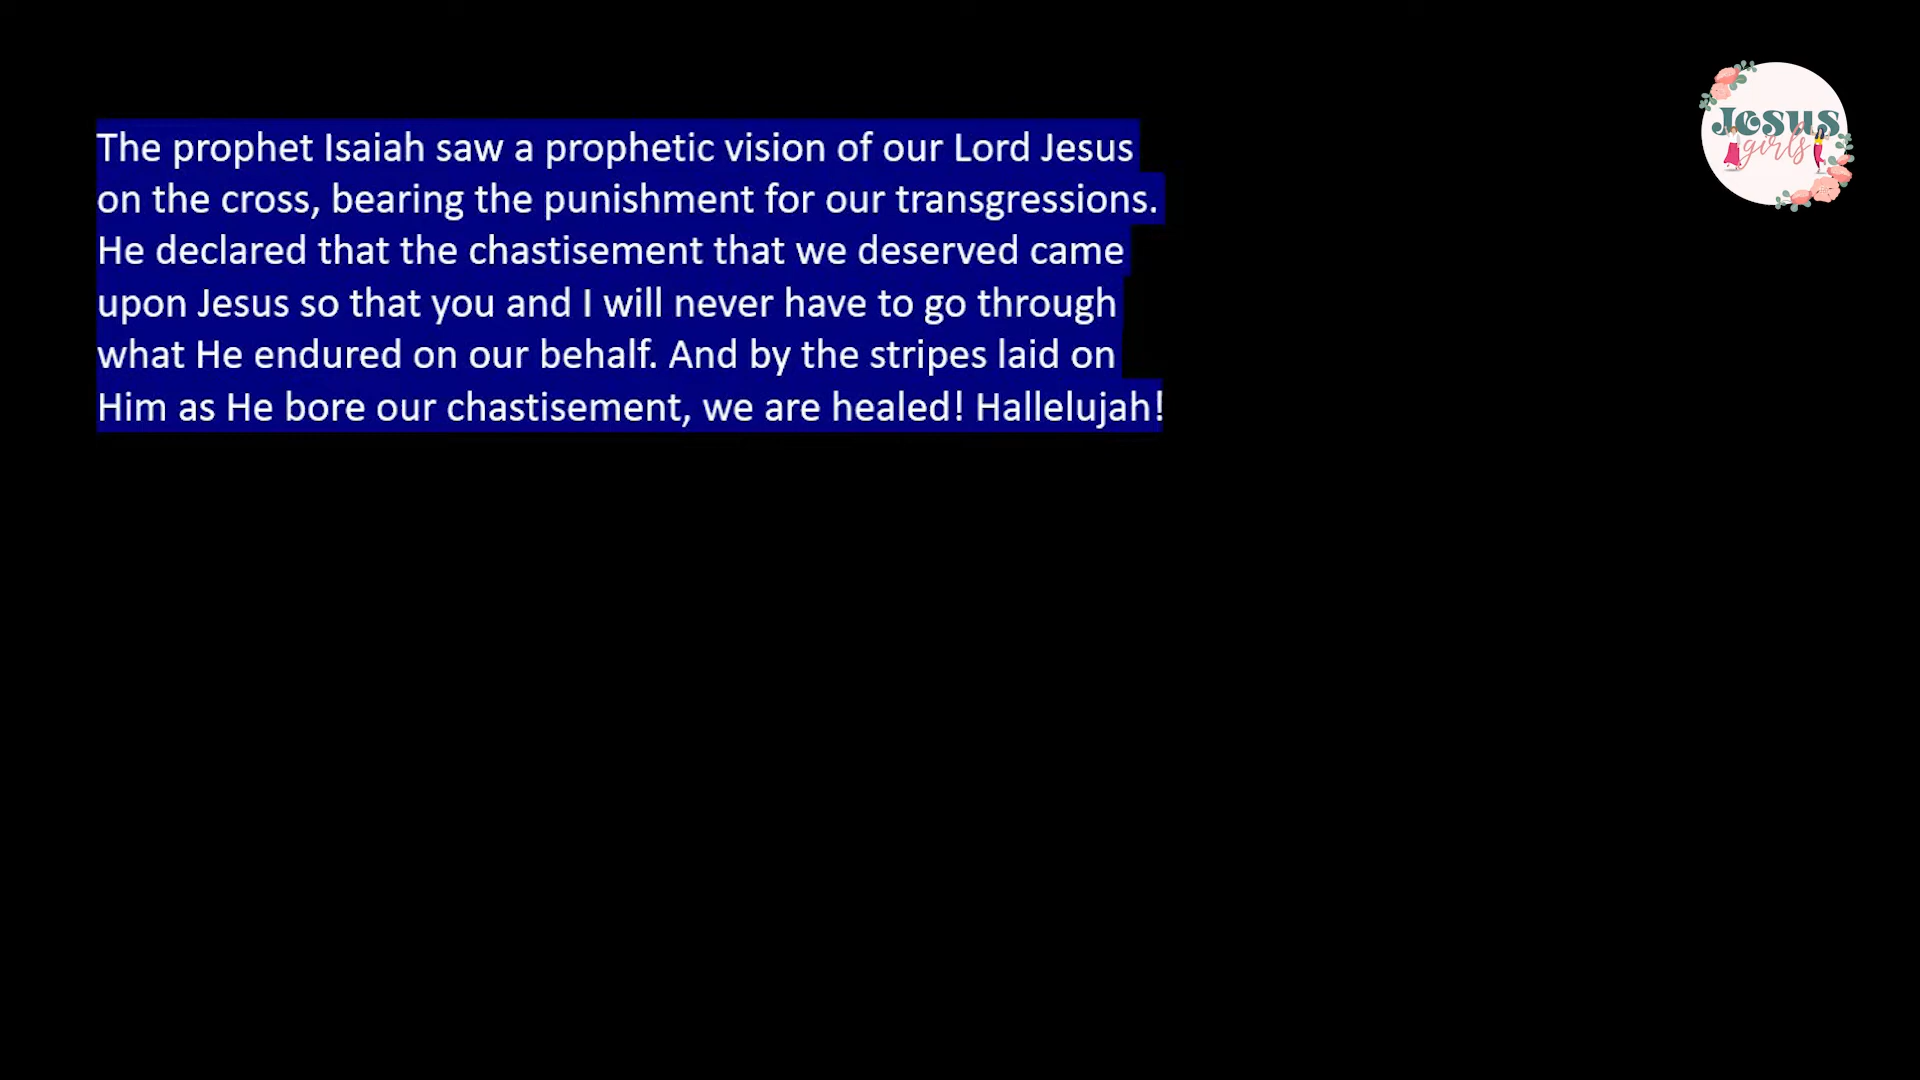 The prophet Isaiah saw a prophetic vision of our Lord Jesus
on the cross, bearing the punishment for our transgressions.
He declared that the chastisement that we deserved came
upon Jesus so that you and I will never have to go through
what He endured on our behalf. And by the stripes laid on
Him as He bore our chastisement, we are healed! Hallelujah!
Jesus
girls